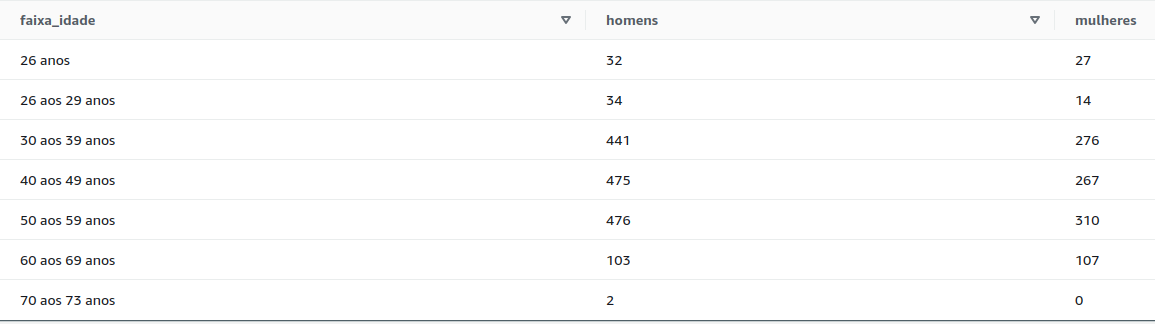 faixa_idade homens mulheres
26 anos 32 27
26 aos 29 anos 34 14
30 aos 39 anos 441 276
40 aos 49 anos 475 267
50 aos 59 anos 476 310
60 aos 69 anos 103 107
70 aos 73 anos 2 0